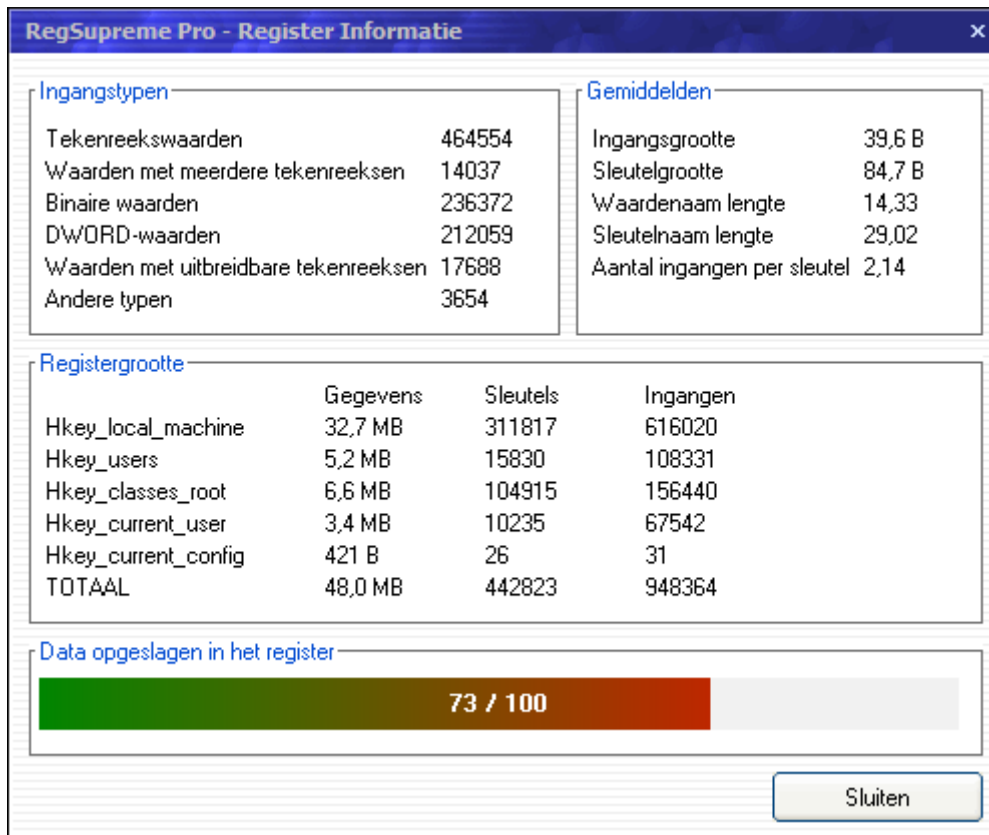 RegSupreme Pro - Register Informatie
Ingangstypen
Tekenreekswaarden 464554
Waarden met meerdere tekenreeksen 14037
Binaire waarden 236372
DWORD-waarden 212059
Waarden met uitbreidbare tekenreeksen 17688
Andere typen 3654
Gemiddelden
Ingangsgrootte 39,6 B
Sleutelgrootte 84,7 B
Waardenaam lengte 14,33
Sleutelnaam lengte 29,02
Aantal ingangen per sleutel 2,14
Registergrootte
Gegevens Sleutels Ingangen
Hkey_local_machine 32,7 MB 311817 616020
Hkey_users 5,2 MB 15830 108331
Hkey_classes_root 6,6 MB 104915 156440
Hkey_current_user 3,4 MB 10235 67542
Hkey_current_config 421 B 26 31
TOTAAL 48,0 MB 442823 948364
Data opgeslagen in het register
73 / 100
Sluiten